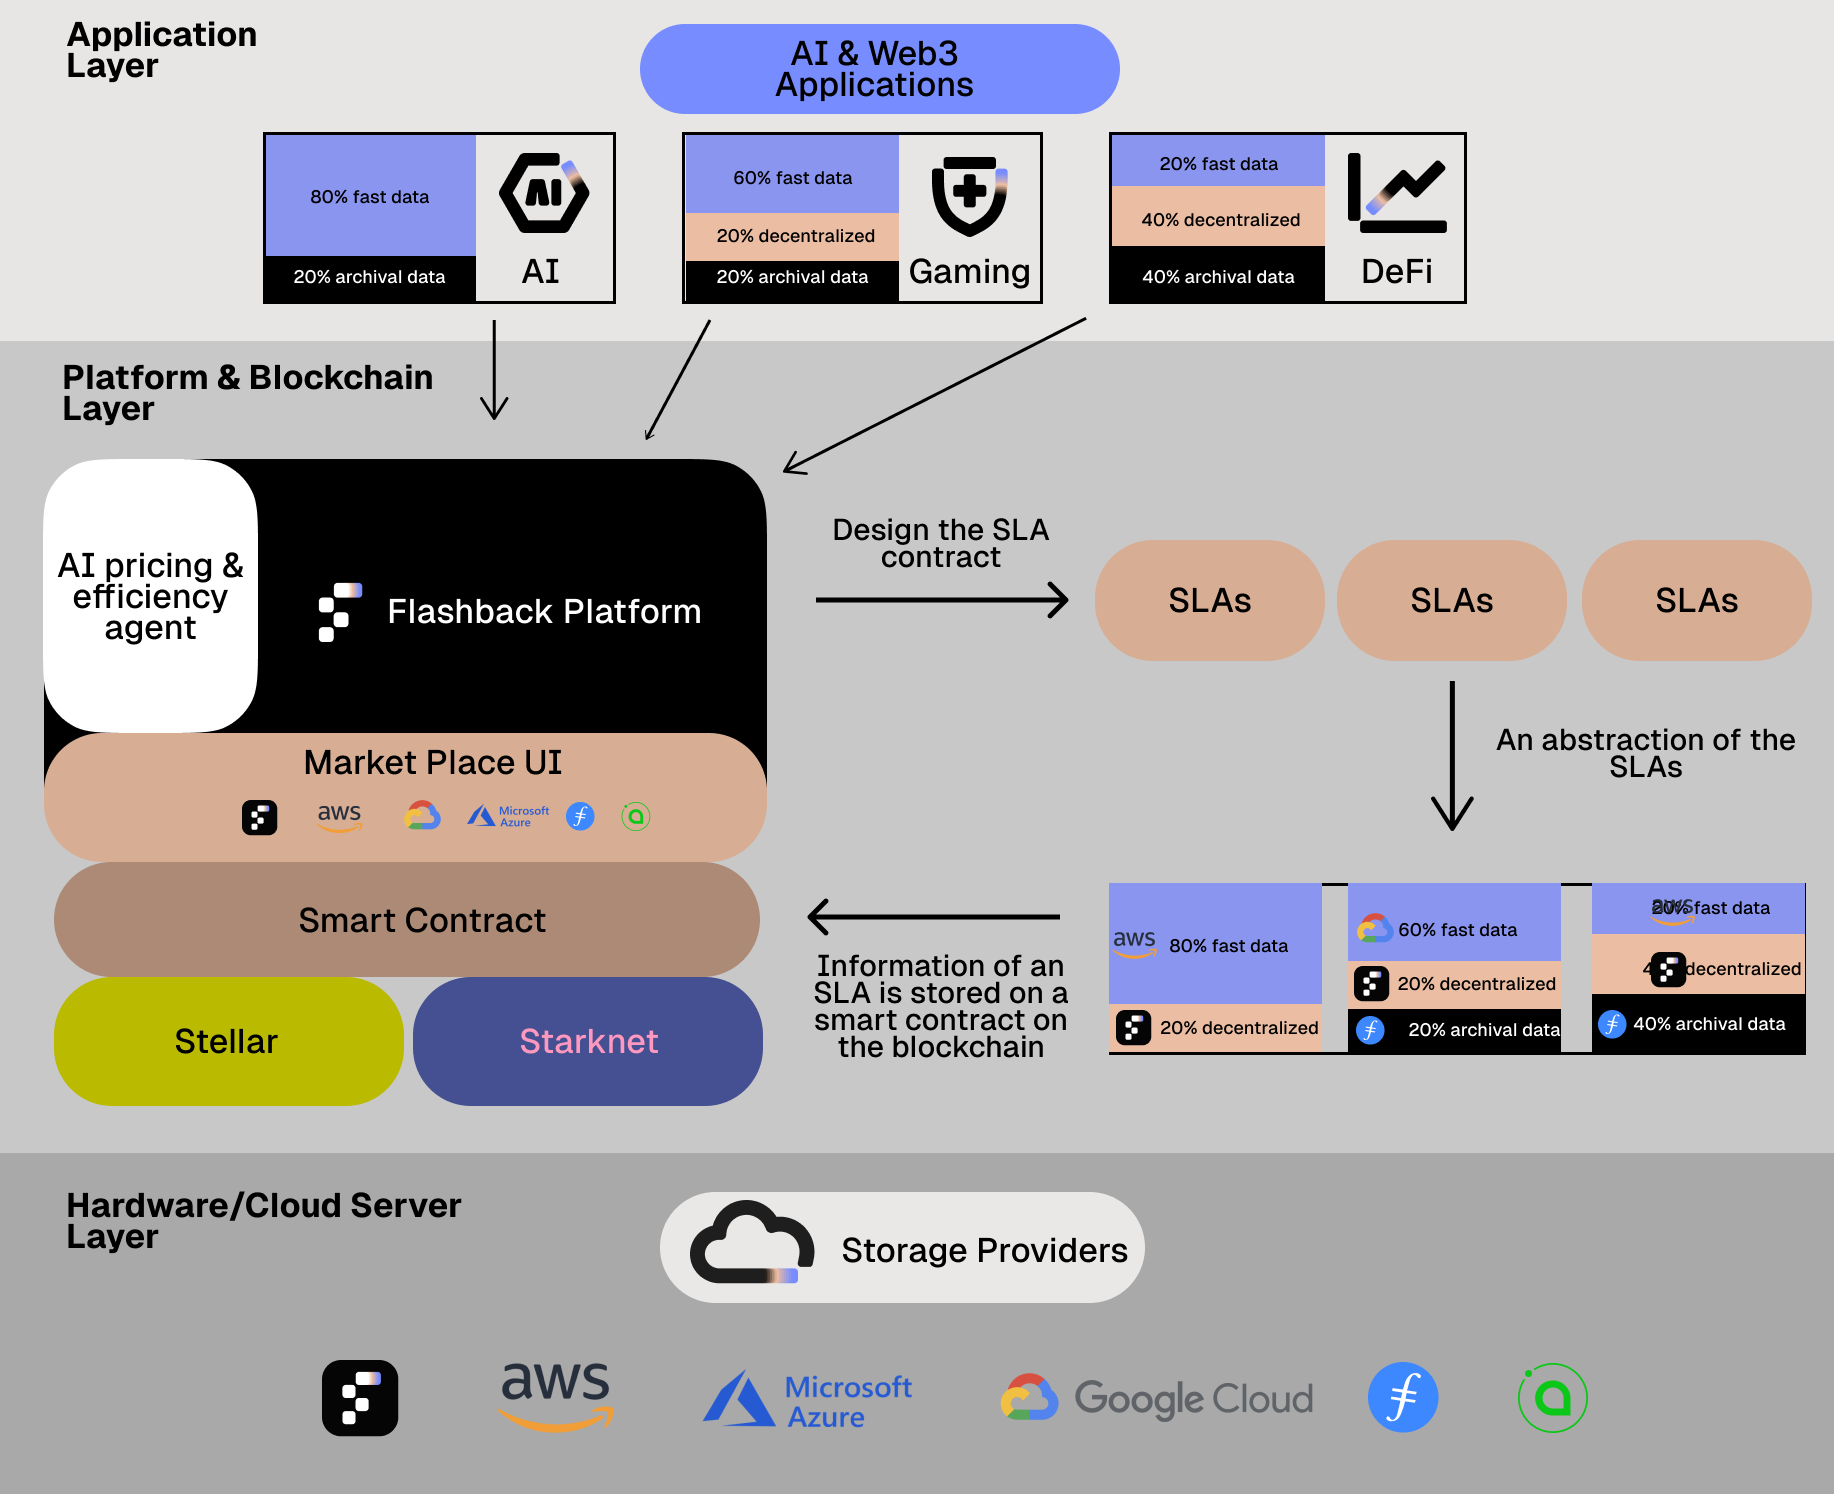 Application
Layer
AI & Web3
Applications
80% fast data
20% archival data
AI
60% fast data
20% decentralized
20% archival data
Gaming
20% fast data
40% decentralized
40% archival data
DeFi
Platform & Blockchain
Layer
AI pricing &
efficiency
agent
Flashback Platform
Design the SLA
contract
SLAs
SLAs
SLAs
An abstraction of the
SLAs
Market Place UI
aws
Microsoft
Azure
Smart Contract
Stellar
Starknet
Information of an
SLA is stored on a
smart contract on
the blockchain
aws
80% fast data
20% decentralized
60% fast data
20% decentralized
20% archival data
aws
20% fast data
decentralized
40% archival data
Hardware/Cloud Server
Layer
Storage Providers
aws
Microsoft
Azure
Google Cloud